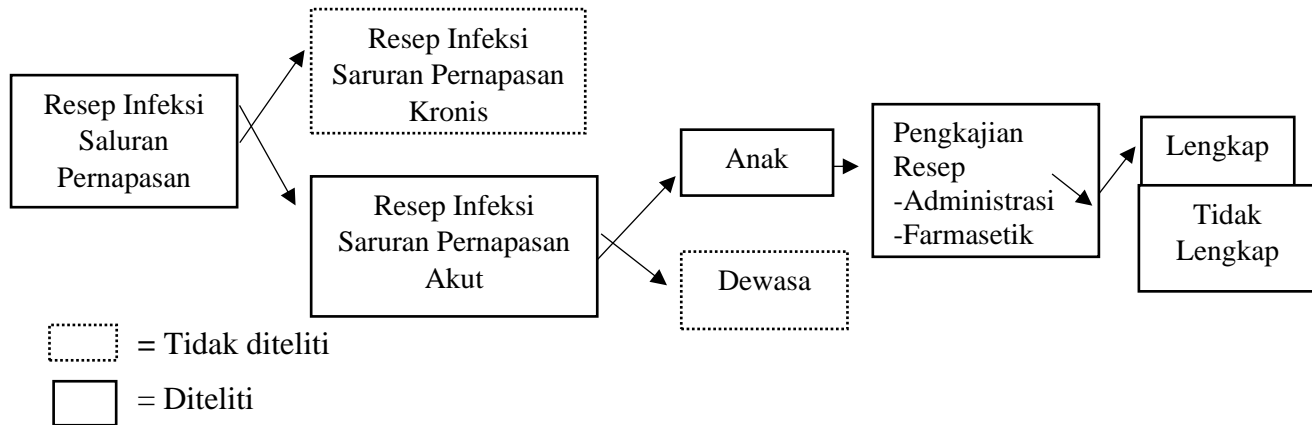 Resep Infeksi
Saluran
Pernapasan
Resep Infeksi
Saruran Pernapasan
Kronis
Resep Infeksi
Saruran Pernapasan
Akut
Anak
Dewasa
Pengkajian
Resep
-Administrasi
-Farmasetik
Lengkap
Tidak
Lengkap
= Tidak diteliti
= Diteliti